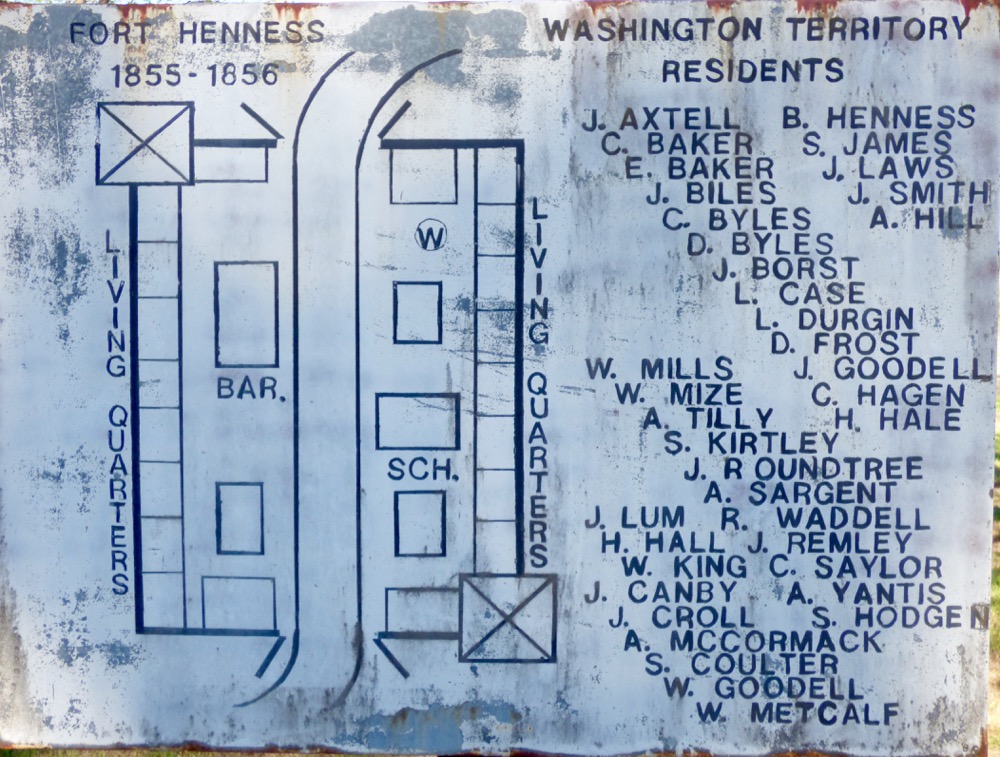 FORT HENNESS
1855-1856
LIVING QUARTERS
BAR.
W
SCH.
LIVING QUARTERS
WASHINGTON TERRITORY
RESIDENTS
J. AXTELL B. HENNESS
C. BAKER S. JAMES
E. BAKER J. LAWS
J. BILES J. SMITH
C. BYLES A. HILL
D. BYLES
J. BORST
L. CASE
L. DURGIN
D. FROST
W. MILLS J. GOODELL
W. MIZE C. HAGEN
A. TILLY H. HALE
S. KIRTLEY
J. ROUNDTREE
A. SARGENT
J. LUM R. WADDELL
H. HALL J. REMLEY
W. KING C. SAYLOR
J. CANBY A. YANTIS
J. CROLL S. HODGEN
A. MCCORMACK
S. COULTER
W. GOODELL
W. METCALF